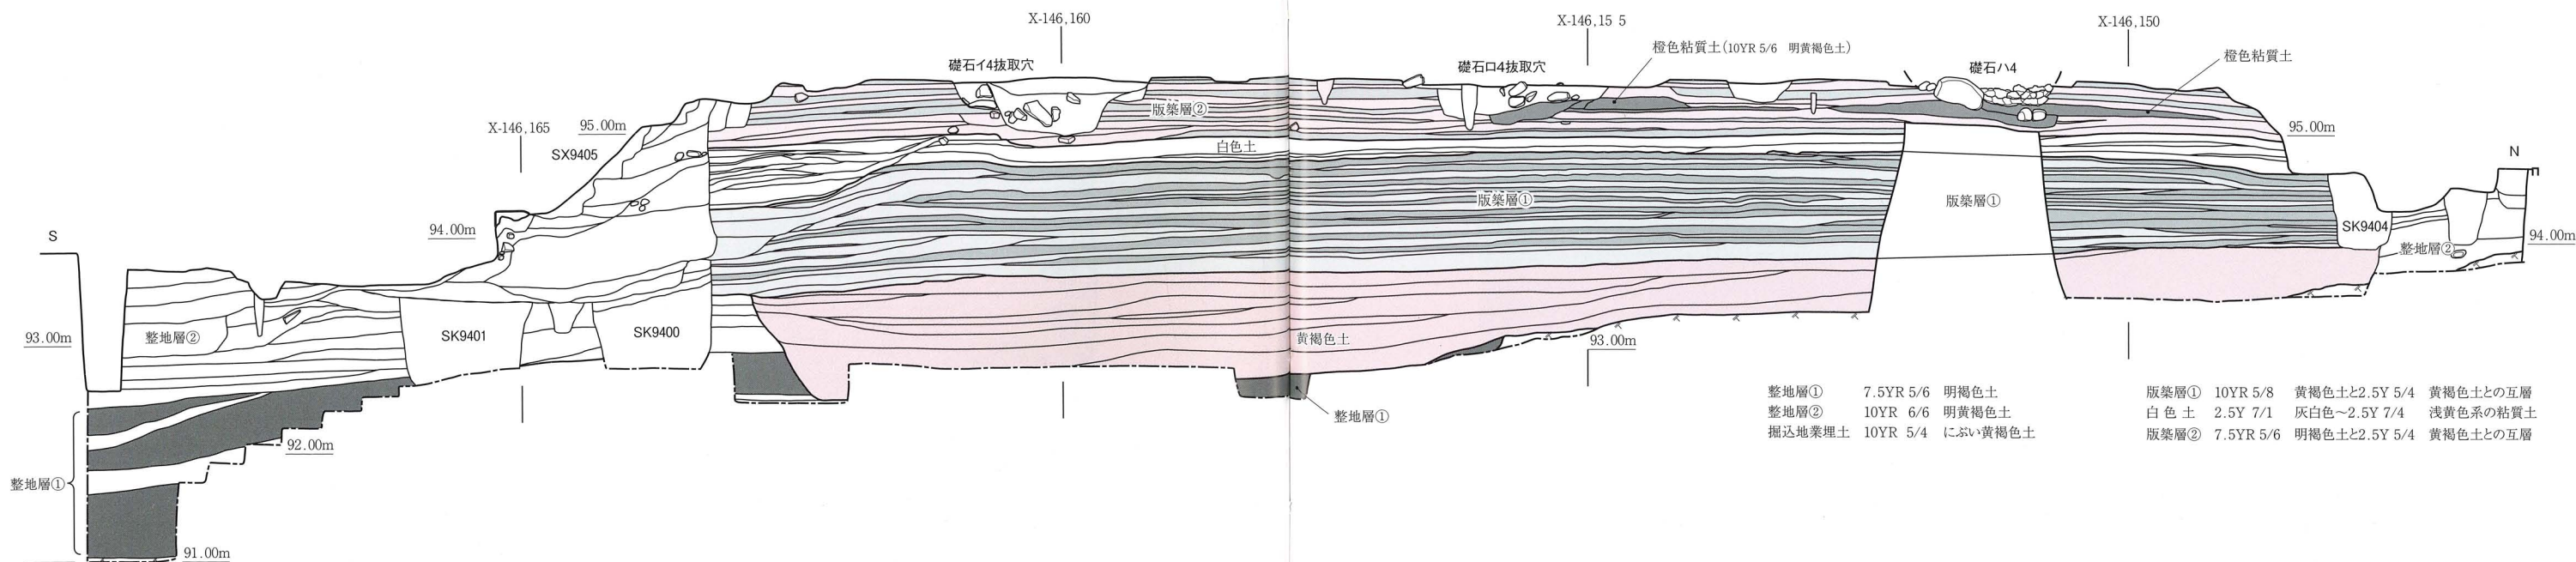 X-146,160
X-146,15 5
X-146,150
橙色粘質土(10YR 5/6 明黄褐色土)
橙色粘質土
礎石イ4抜取穴
礎石ロ4抜取穴
礎石ハ4
版築層②
X-146,165
95.00m
SX9405
95.00m
白色土
N
版築層①
版築層①
94.00m
S
SK9404
94.00m
整地層②
整地層②
SK9401
SK9400
93.00m
黄褐色土
93.00m
整地層①
92.00m
整地層①
91.00m
整地層① 7.5YR 5/6 明褐色土
整地層② 10YR 6/6 明黄褐色土
掘込地業埋土 10YR 5/4 にぶい黄褐色土
版築層① 10YR 5/8 黄褐色土と2.5Y 5/4 黄褐色土との互層
白色土 2.5Y 7/1 灰白色～2.5Y 7/4 浅黄色系の粘質土
版築層② 7.5YR 5/6 明褐色土と2.5Y 5/4 黄褐色土との互層